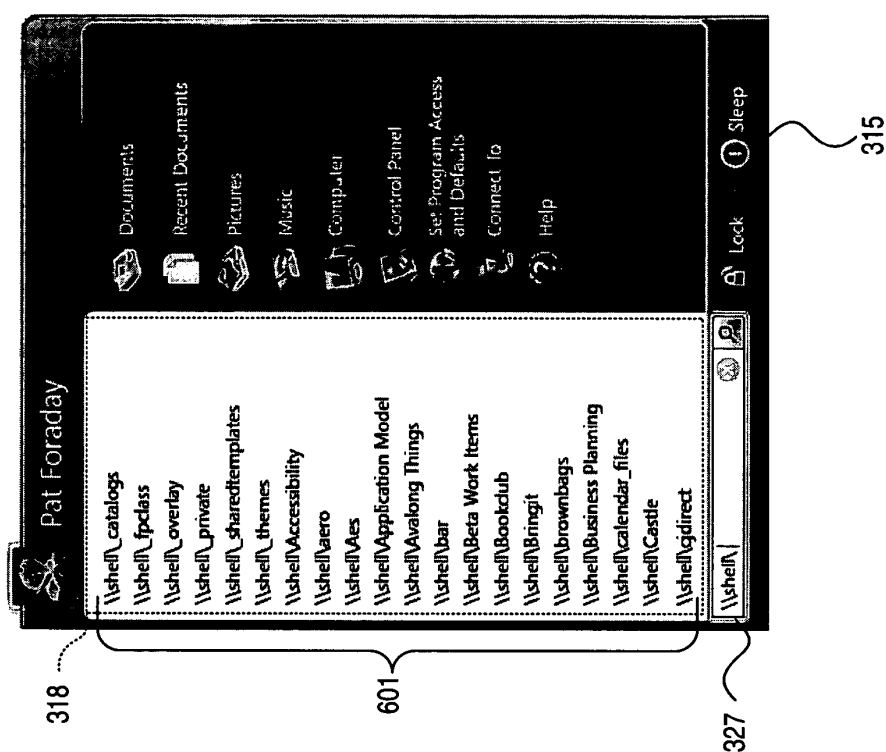 Pat Foraday
\\shell\_catalogs
\\shell\_fpclass
\\shell\_overlay
\\shell\_private
\\shell\_sharedtemplates
\\shell\_themes
\\shell\Accessibility
\\shell\aero
\\shell\Aes
\\shell\Application Model
\\shell\Avalong Things
\\shell\bar
\\shell\Beta Work Items
\\shell\Bookclub
\\shell\Bringit
\\shell\brownbags
\\shell\Business Planning
\\shell\calendar_files
\\shell\Castle
\\shell\cjdirect
\\shell\
Documents
Recent Documents
Pictures
Music
Computer
Control Panel
Set Program Access
and Defaults
Connect To
Help
Lock
Sleep
318
601
327
315